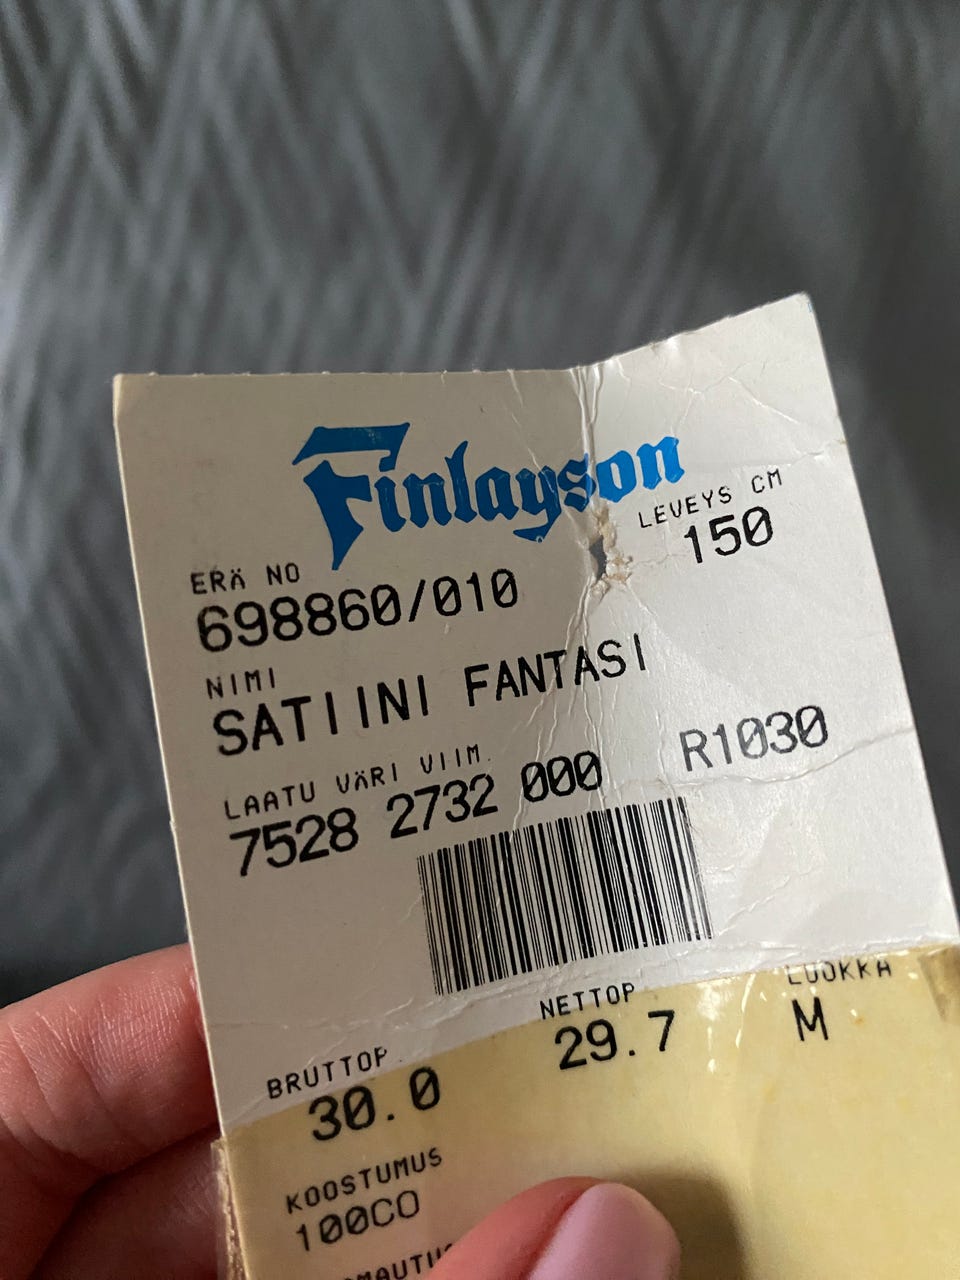 Finlayson
LEVEYS CM
150
ERÄ NO
698860/010
NIMI
SATIINI FANTASI
LAATU VÄRI VIIM.
7528 2732 000 R1030
BRUTTOP. NETTOP LUOKKA
30.0 29.7 M
KOOSTUMUS
100CO